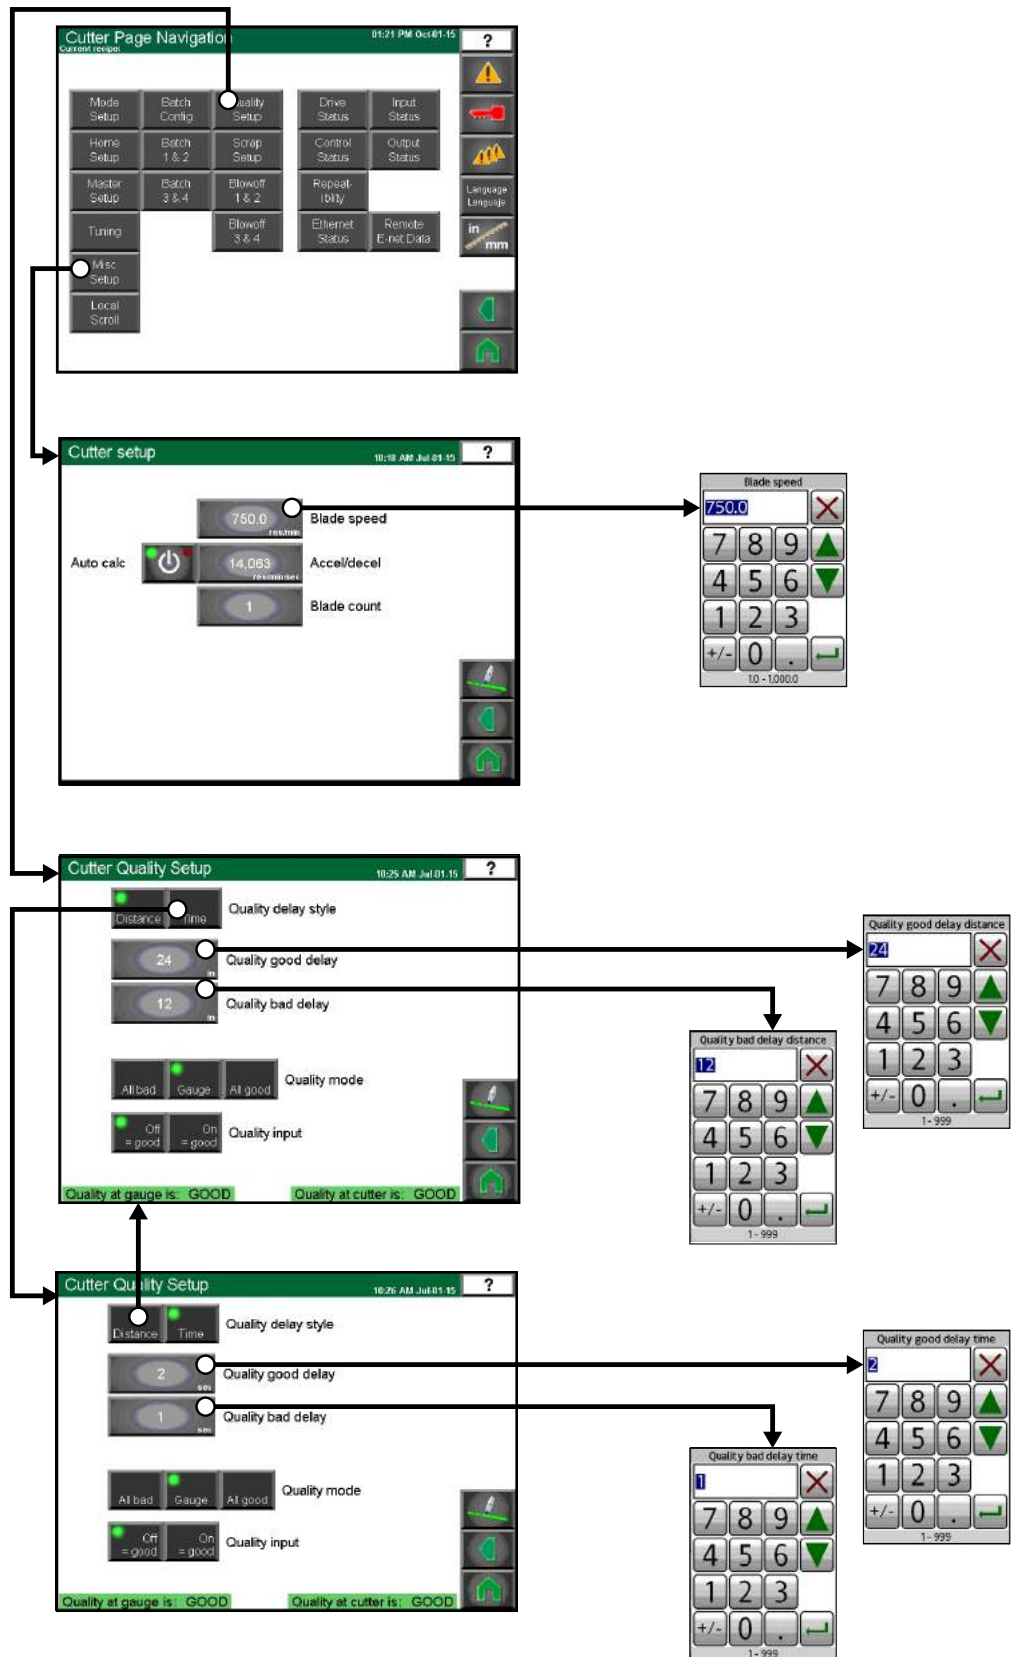 Cutter Page Navigation
01:21 PM Oct-01-15
?
Current recipe:
Mode Setup
Batch Config
Quality Setup
Drive Status
Input Status
Home Setup
Batch 1 & 2
Scrap Setup
Control Status
Output Status
Master Setup
Batch 3 & 4
Blowoff 1 & 2
Repeat-ibility
Language Lenguaje
Tuning
Blowoff 3 & 4
Ethernet Status
Remote E-net Data
in mm
Misc Setup
Local Scroll
Cutter setup
10:18 AM Jul-01-15
?
750.0 rev/min
Blade speed
Auto calc
14,063 rev/min/sec
Accel/decel
1
Blade count
Blade speed
750.0
7 8 9
4 5 6
1 2 3
+/- 0 .
1.0 - 1,000.0
Cutter Quality Setup
10:25 AM Jul-01-15
?
Distance
Time
Quality delay style
24 in
Quality good delay
12 in
Quality bad delay
All bad
Gauge
All good
Quality mode
Off = good
On = good
Quality input
Quality at gauge is: GOOD
Quality at cutter is: GOOD
Quality good delay distance
24
7 8 9
4 5 6
1 2 3
+/- 0 .
1 - 999
Quality bad delay distance
12
7 8 9
4 5 6
1 2 3
+/- 0 .
1 - 999
Cutter Quality Setup
10:26 AM Jul-01-15
?
Distance
Time
Quality delay style
2 sec
Quality good delay
1 sec
Quality bad delay
All bad
Gauge
All good
Quality mode
Off = good
On = good
Quality input
Quality at gauge is: GOOD
Quality at cutter is: GOOD
Quality good delay time
2
7 8 9
4 5 6
1 2 3
+/- 0 .
1 - 999
Quality bad delay time
1
7 8 9
4 5 6
1 2 3
+/- 0 .
1 - 999